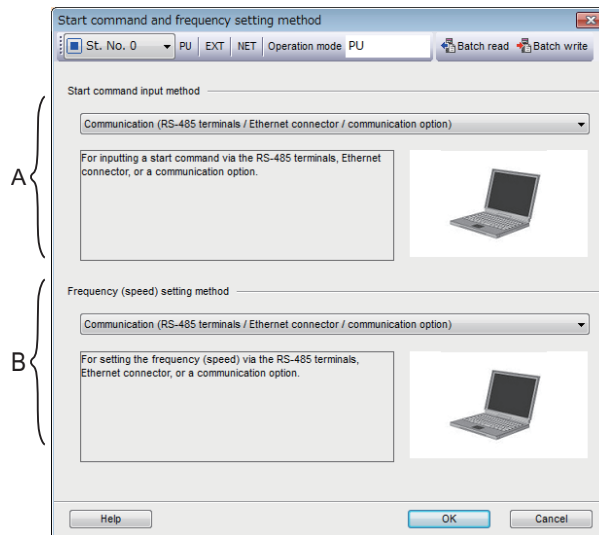 Start command and frequency setting method
St. No. 0 PU EXT NET Operation mode PU Batch read Batch write
Start command input method
A
Communication (RS-485 terminals / Ethernet connector / communication option)
For inputting a start command via the RS-485 terminals, Ethernet
connector, or a communication option.
Frequency (speed) setting method
B
Communication (RS-485 terminals / Ethernet connector / communication option)
For setting the frequency (speed) via the RS-485 terminals,
Ethernet connector, or a communication option.
Help OK Cancel